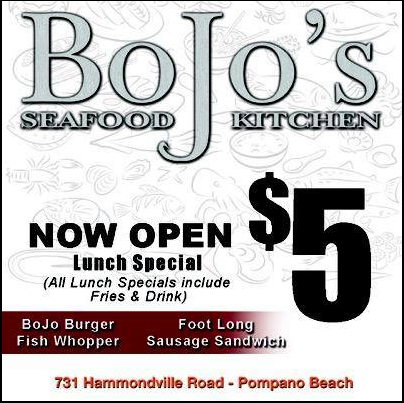 BoJo's
SEAFOOD KITCHEN
NOW OPEN
$5
Lunch Special
(All Lunch Specials include
Fries & Drink)
BoJo Burger
Fish Whopper
Foot Long
Sausage Sandwich
731 Hammondville Road - Pompano Beach